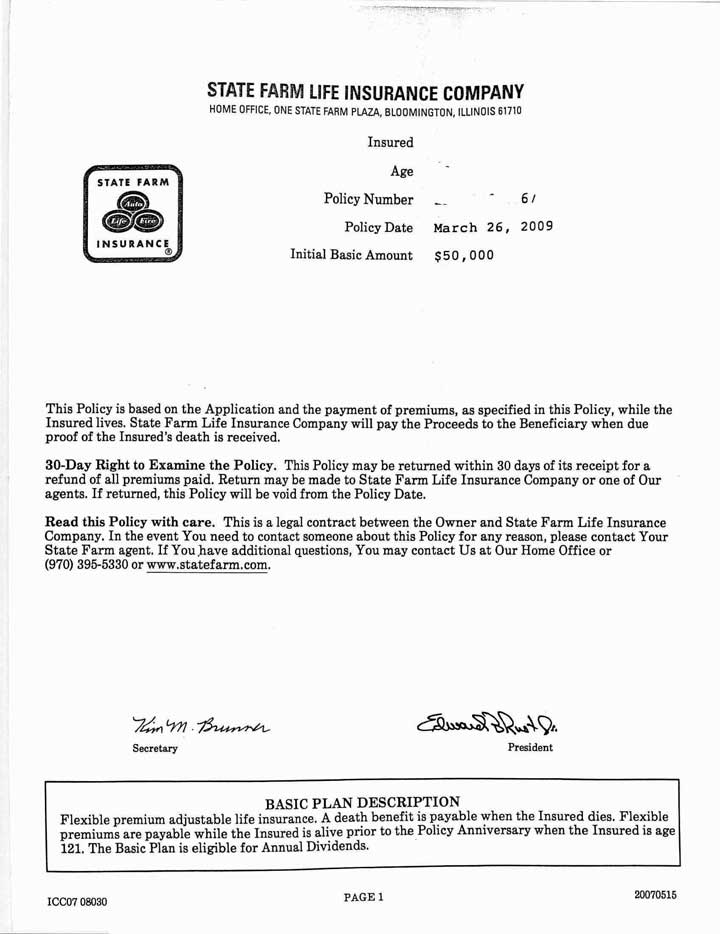 STATE FARM LIFE INSURANCE COMPANY
HOME OFFICE, ONE STATE FARM PLAZA, BLOOMINGTON, ILLINOIS 61710
STATE FARM
Auto
Life Fire
INSURANCE
®
Insured
Age
Policy Number 61
Policy Date March 26, 2009
Initial Basic Amount $50,000
This Policy is based on the Application and the payment of premiums, as specified in this Policy, while the
Insured lives. State Farm Life Insurance Company will pay the Proceeds to the Beneficiary when due
proof of the Insured's death is received.
30-Day Right to Examine the Policy. This Policy may be returned within 30 days of its receipt for a
refund of all premiums paid. Return may be made to State Farm Life Insurance Company or one of Our
agents. If returned, this Policy will be void from the Policy Date.
Read this Policy with care. This is a legal contract between the Owner and State Farm Life Insurance
Company. In the event You need to contact someone about this Policy for any reason, please contact Your
State Farm agent. If You have additional questions, You may contact Us at Our Home Office or
(970) 395-5330 or www.statefarm.com.
Kim M. Brunner Edward B Rust Jr.
Secretary President
BASIC PLAN DESCRIPTION
Flexible premium adjustable life insurance. A death benefit is payable when the Insured dies. Flexible
premiums are payable while the Insured is alive prior to the Policy Anniversary when the Insured is age
121. The Basic Plan is eligible for Annual Dividends.
ICC07 08030 PAGE 1 20070515